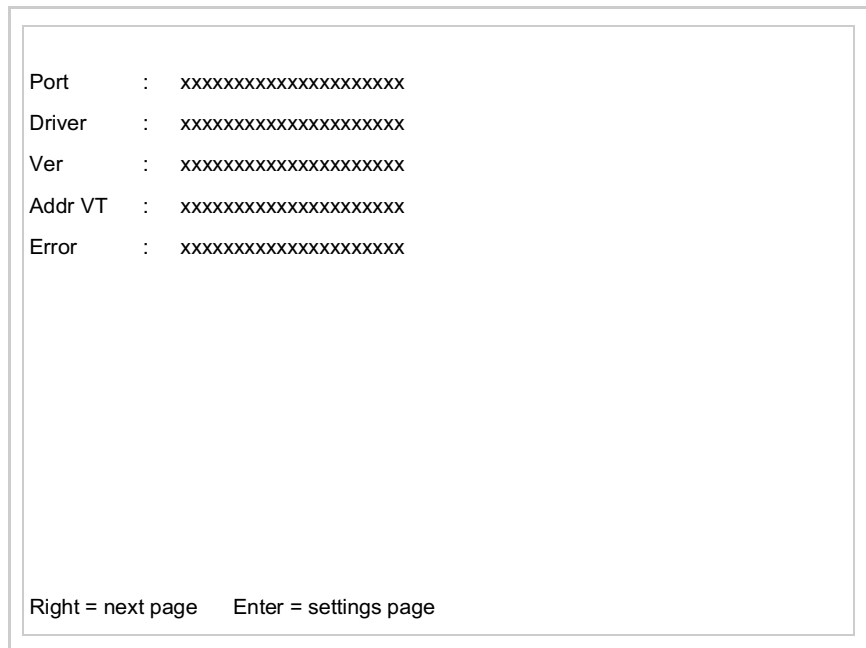 Port : xxxxxxxxxxxxxxxxxxxxx
Driver : xxxxxxxxxxxxxxxxxxxxx
Ver : xxxxxxxxxxxxxxxxxxxxx
Addr VT : xxxxxxxxxxxxxxxxxxxxx
Error : xxxxxxxxxxxxxxxxxxxxx
Right = next page Enter = settings page